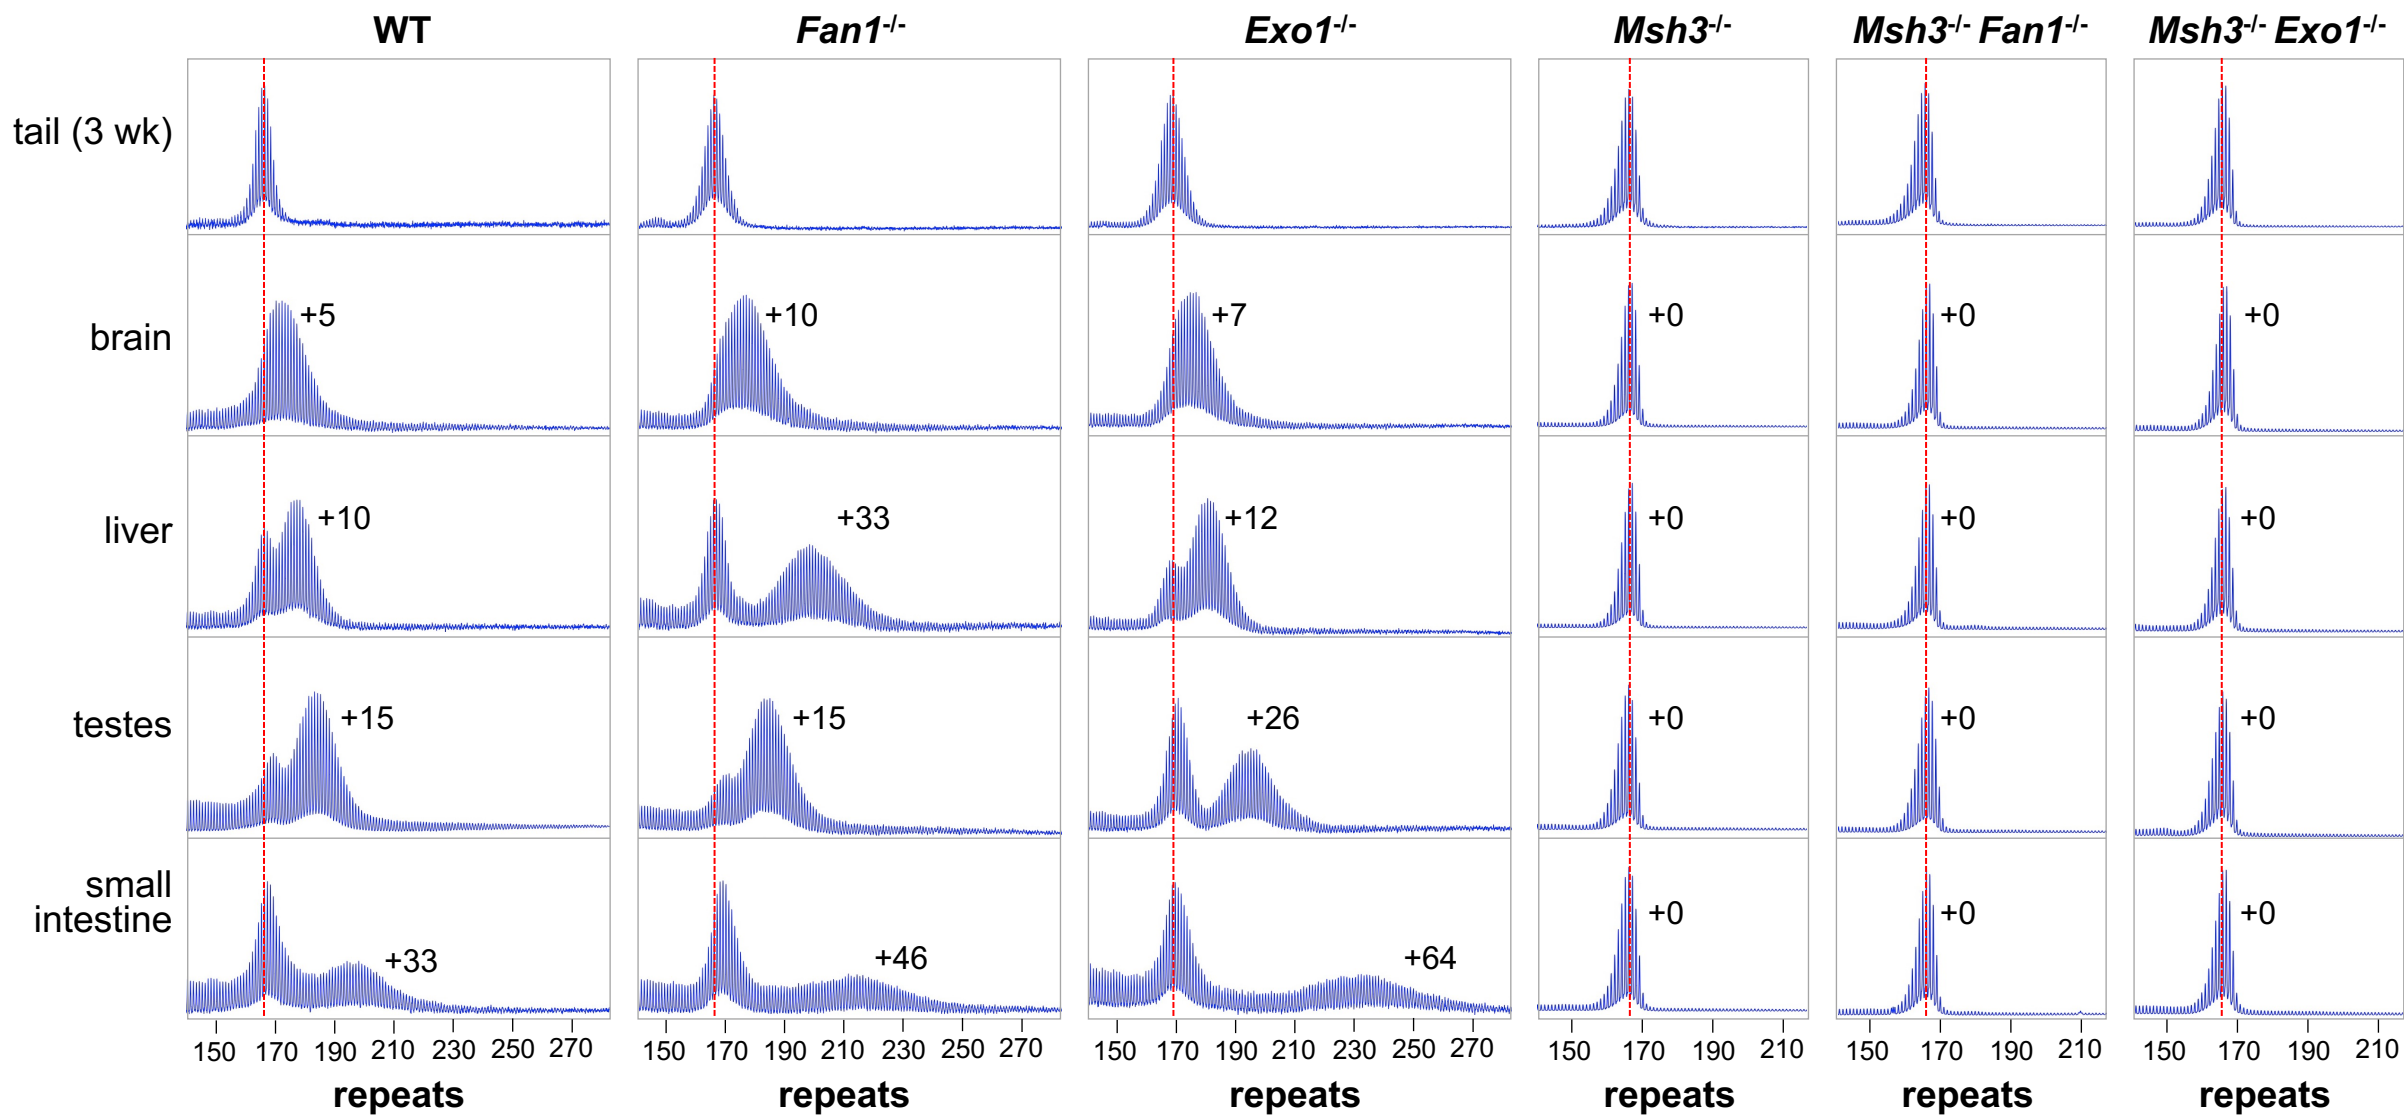 WT Fan1-/- Exo1-/- Msh3-/- Msh3-/- Fan1-/- Msh3-/- Exo1-/-
tail (3 wk)
brain +5 +10 +7 +0 +0 +0
liver +10 +33 +12 +0 +0 +0
testes +15 +15 +26 +0 +0 +0
small
intestine +33 +46 +64 +0 +0 +0
150 170 190 210 230 250 270 150 170 190 210 230 250 270 150 170 190 210 230 250 270 150 170 190 210 150 170 190 210 150 170 190 210
repeats repeats repeats repeats repeats repeats